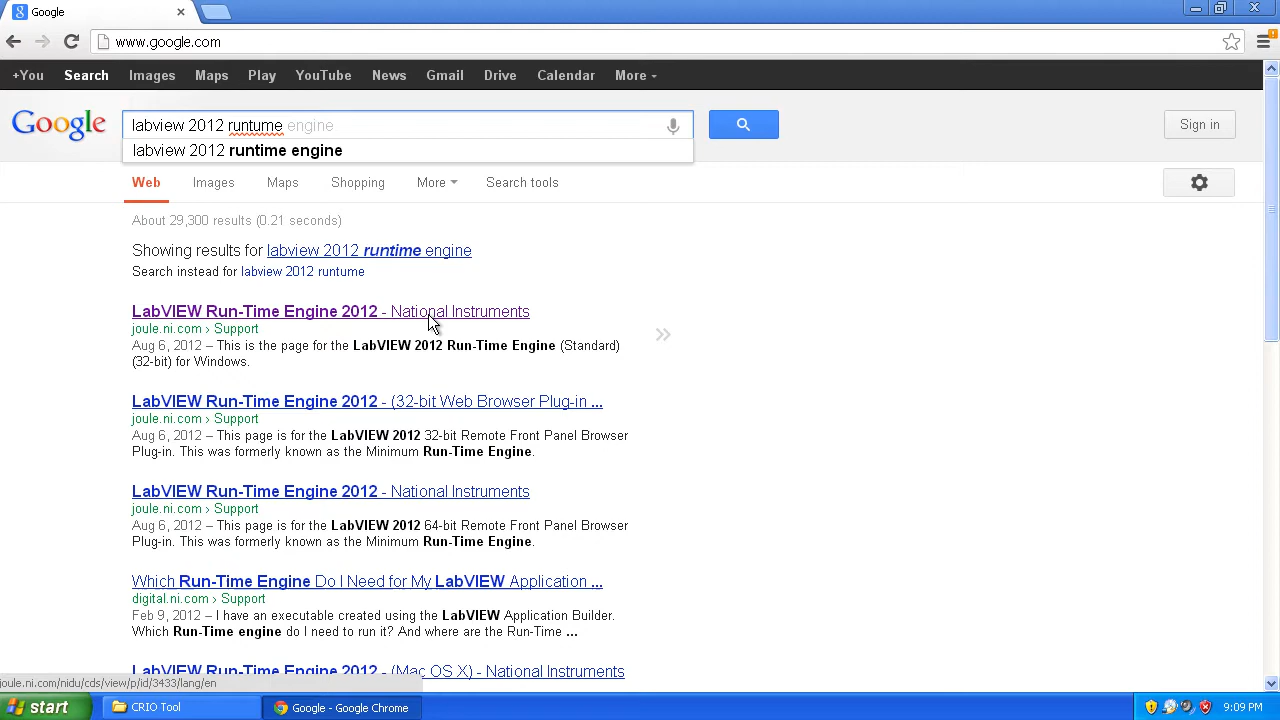 Google
www.google.com
+You Search Images Maps Play YouTube News Gmail Drive Calendar More
Google labview 2012 runtume engine Sign in
labview 2012 runtime engine
Web Images Maps Shopping More Search tools
About 29,300 results (0.21 seconds)
Showing results for labview 2012 runtime engine
Search instead for labview 2012 runtume
LabVIEW Run-Time Engine 2012 - National Instruments
joule.ni.com › Support
Aug 6, 2012 – This is the page for the LabVIEW 2012 Run-Time Engine (Standard)
(32-bit) for Windows.
LabVIEW Run-Time Engine 2012 - (32-bit Web Browser Plug-in ...
joule.ni.com › Support
Aug 6, 2012 – This page is for the LabVIEW 2012 32-bit Remote Front Panel Browser
Plug-in. This was formerly known as the Minimum Run-Time Engine.
LabVIEW Run-Time Engine 2012 - National Instruments
joule.ni.com › Support
Aug 6, 2012 – This page is for the LabVIEW 2012 64-bit Remote Front Panel Browser
Plug-in. This was formerly known as the Minimum Run-Time Engine.
Which Run-Time Engine Do I Need for My LabVIEW Application ...
digital.ni.com › Support
Feb 9, 2012 – I have an executable created using the LabVIEW Application Builder.
Which Run-Time engine do I need to run it? And where are the Run-Time ...
LabVIEW Run-Time Engine 2012 - (Mac OS X) - National Instruments
joule.ni.com/nidu/cds/view/p/id/3433/lang/en
start CRIO Tool Google - Google Chrome 9:09 PM